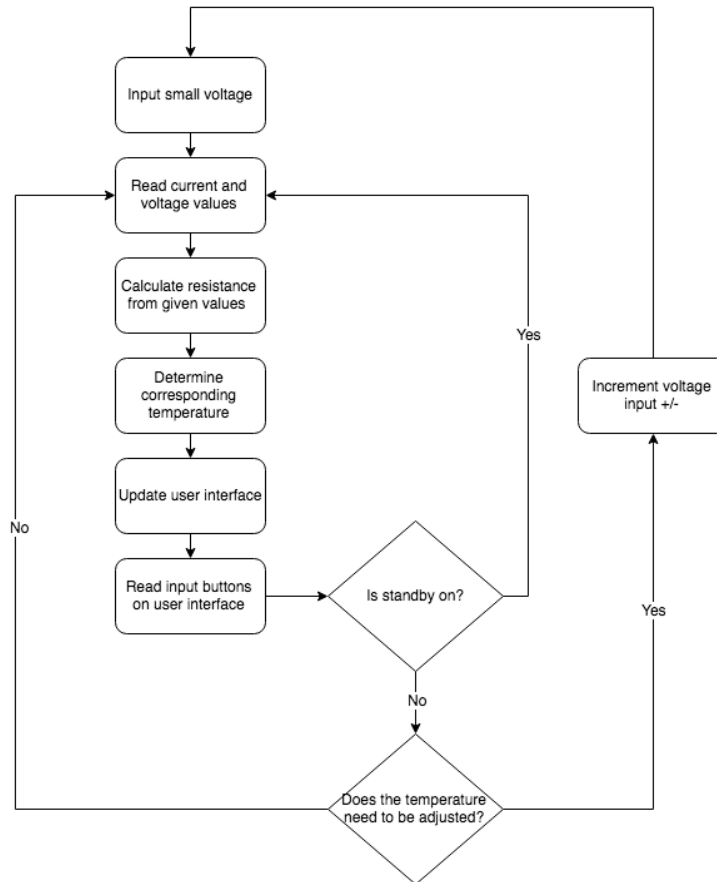 Input small voltage
Read current and
voltage values
Calculate resistance
from given values
Yes
Determine
corresponding
temperature
Increment voltage
input +/-
Update user interface
No
Read input buttons
on user interface
Is standby on?
Yes
No
Does the temperature
need to be adjusted?